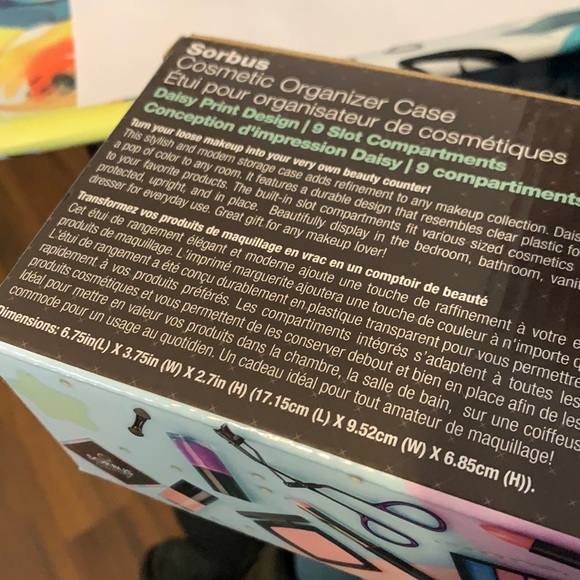 Sorbus
Cosmetic Organizer Case
Étui pour organisateur de cosmétiques
Daisy Print Design | 9 Slot Compartments
Conception d'impression Daisy | 9 compartiments
Turn your loose makeup into your very own beauty counter!
This stylish and modern storage case adds refinement to any makeup collection. Dais
a pop of color to any room. It features a durable design that resembles clear plastic fo
to your favorite products. The built-in slot compartments fit various sized cosmetics
protected, upright, and in place. Beautifully display in the bedroom, bathroom, vanit
dresser for everyday use. Great gift for any makeup lover!
Transformez vos produits de maquillage en vrac en un comptoir de beauté
Cet étui de rangement élégant et moderne ajoute une touche de raffinement à votre
produits de maquillage. L'imprimé marguerite ajoutera une touche de couleur à n'importe q
L'étui de rangement a été conçu durablement en plastique transparent pour vous permettre
rapidement à vos produits préférés. Les compartiments intégrés s'adaptent à toutes les
produits cosmétiques et vous permettent de les conserver debout et bien en place afin de les
Idéal pour mettre en valeur vos produits dans la chambre, la salle de bain, sur une coiffeus
commode pour un usage au quotidien. Un cadeau idéal pour tout amateur de maquillage!
Dimensions: 6.75in(L) X 3.75in (W) X 2.7in (H) (17.15cm (L) X 9.52cm (W) X 6.85cm (H)).